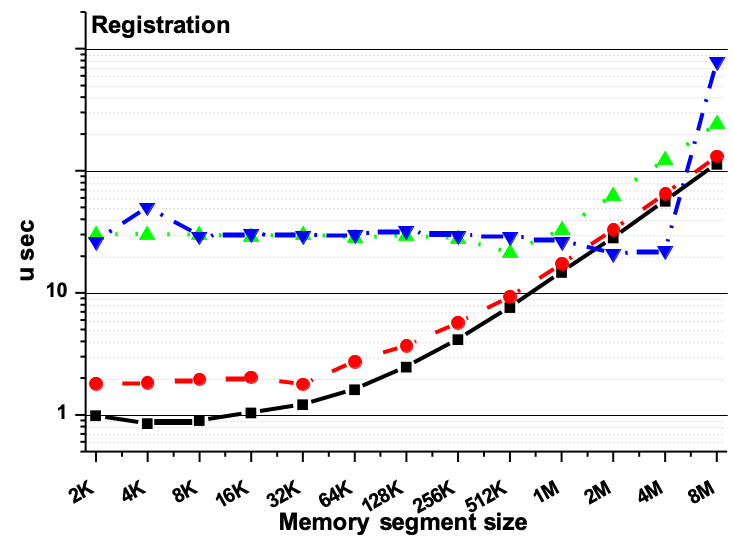 Registration
u sec
10
1
2K 4K 8K 16K 32K 64K 128K 256K 512K 1M 2M 4M 8M
Memory segment size